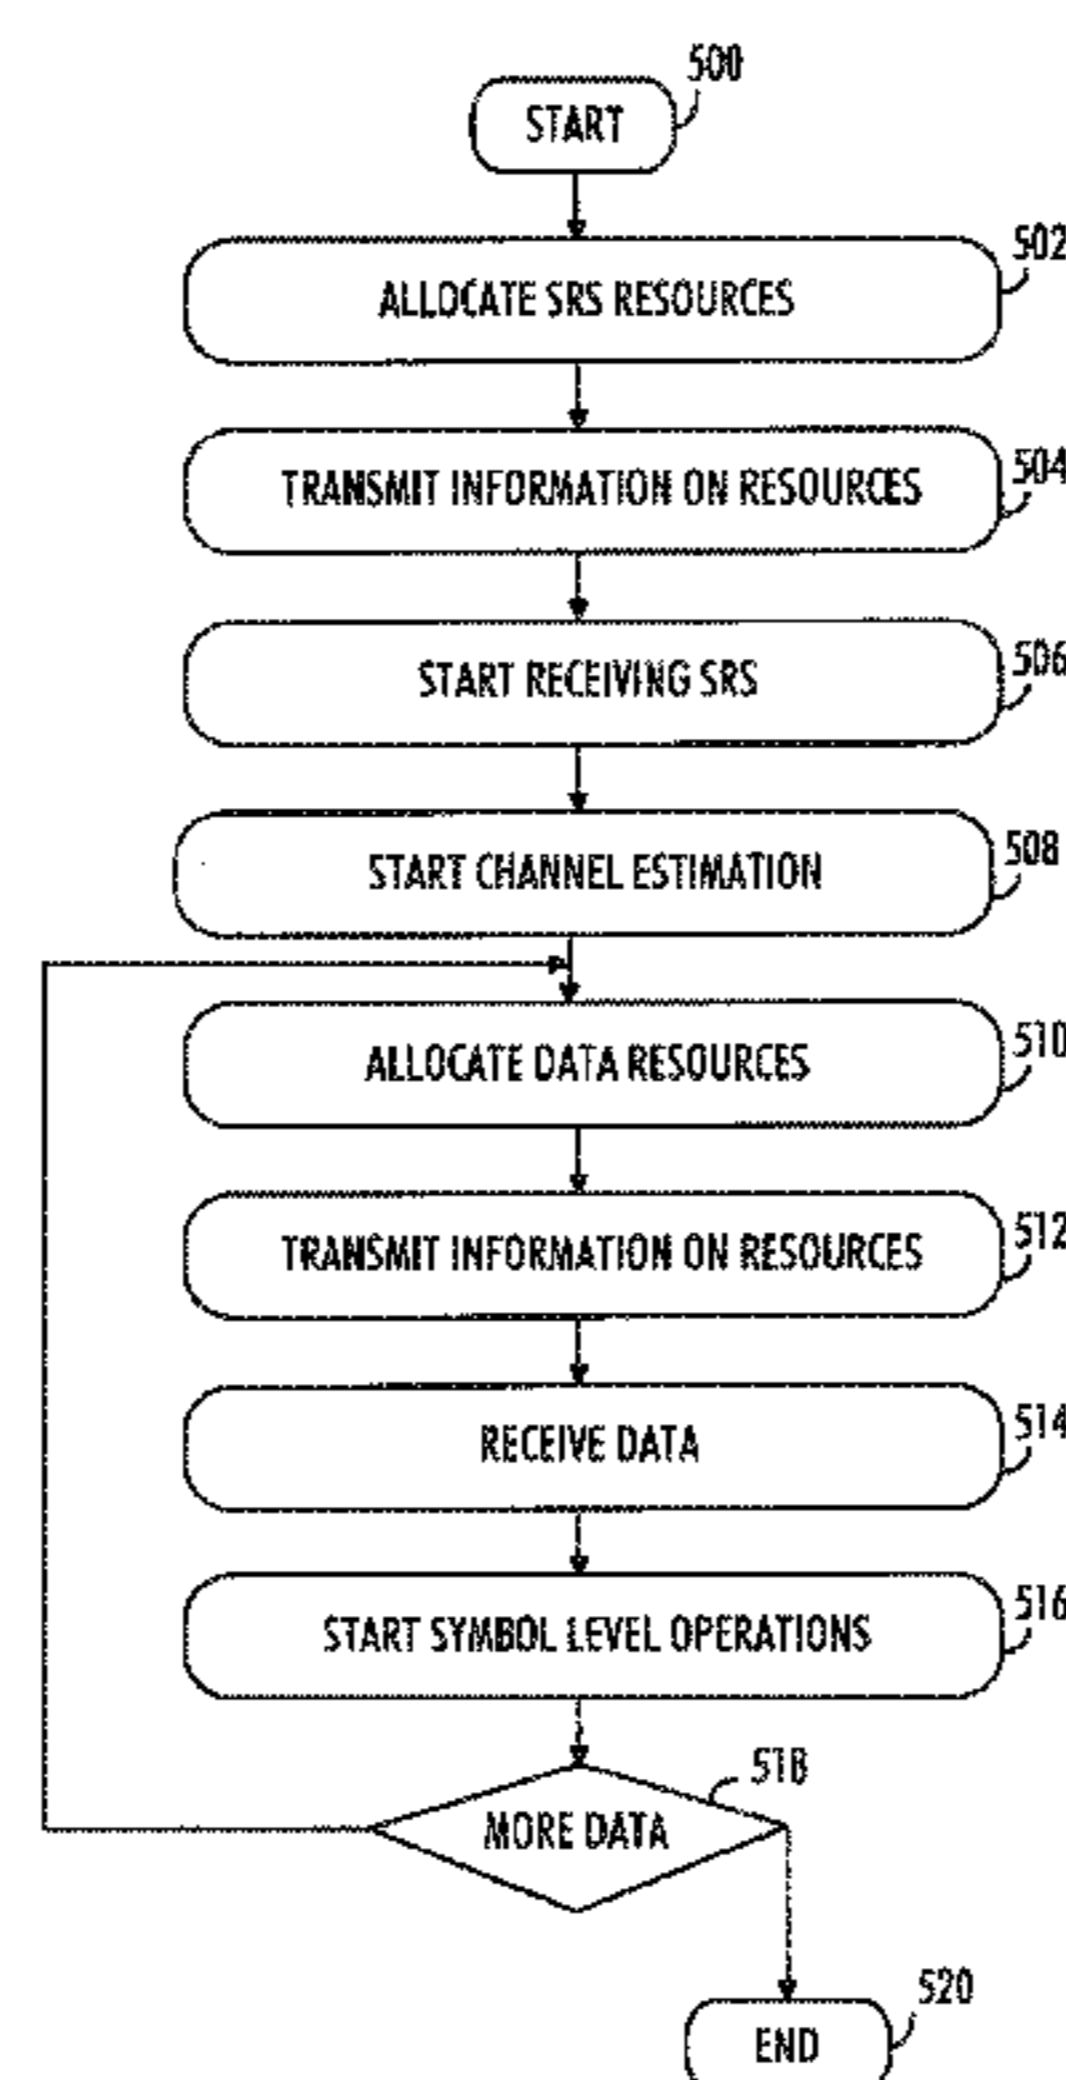 500
START
502
ALLOCATE SRS RESOURCES
504
TRANSMIT INFORMATION ON RESOURCES
506
START RECEIVING SRS
508
START CHANNEL ESTIMATION
510
ALLOCATE DATA RESOURCES
512
TRANSMIT INFORMATION ON RESOURCES
514
RECEIVE DATA
516
START SYMBOL LEVEL OPERATIONS
518
MORE DATA
520
END